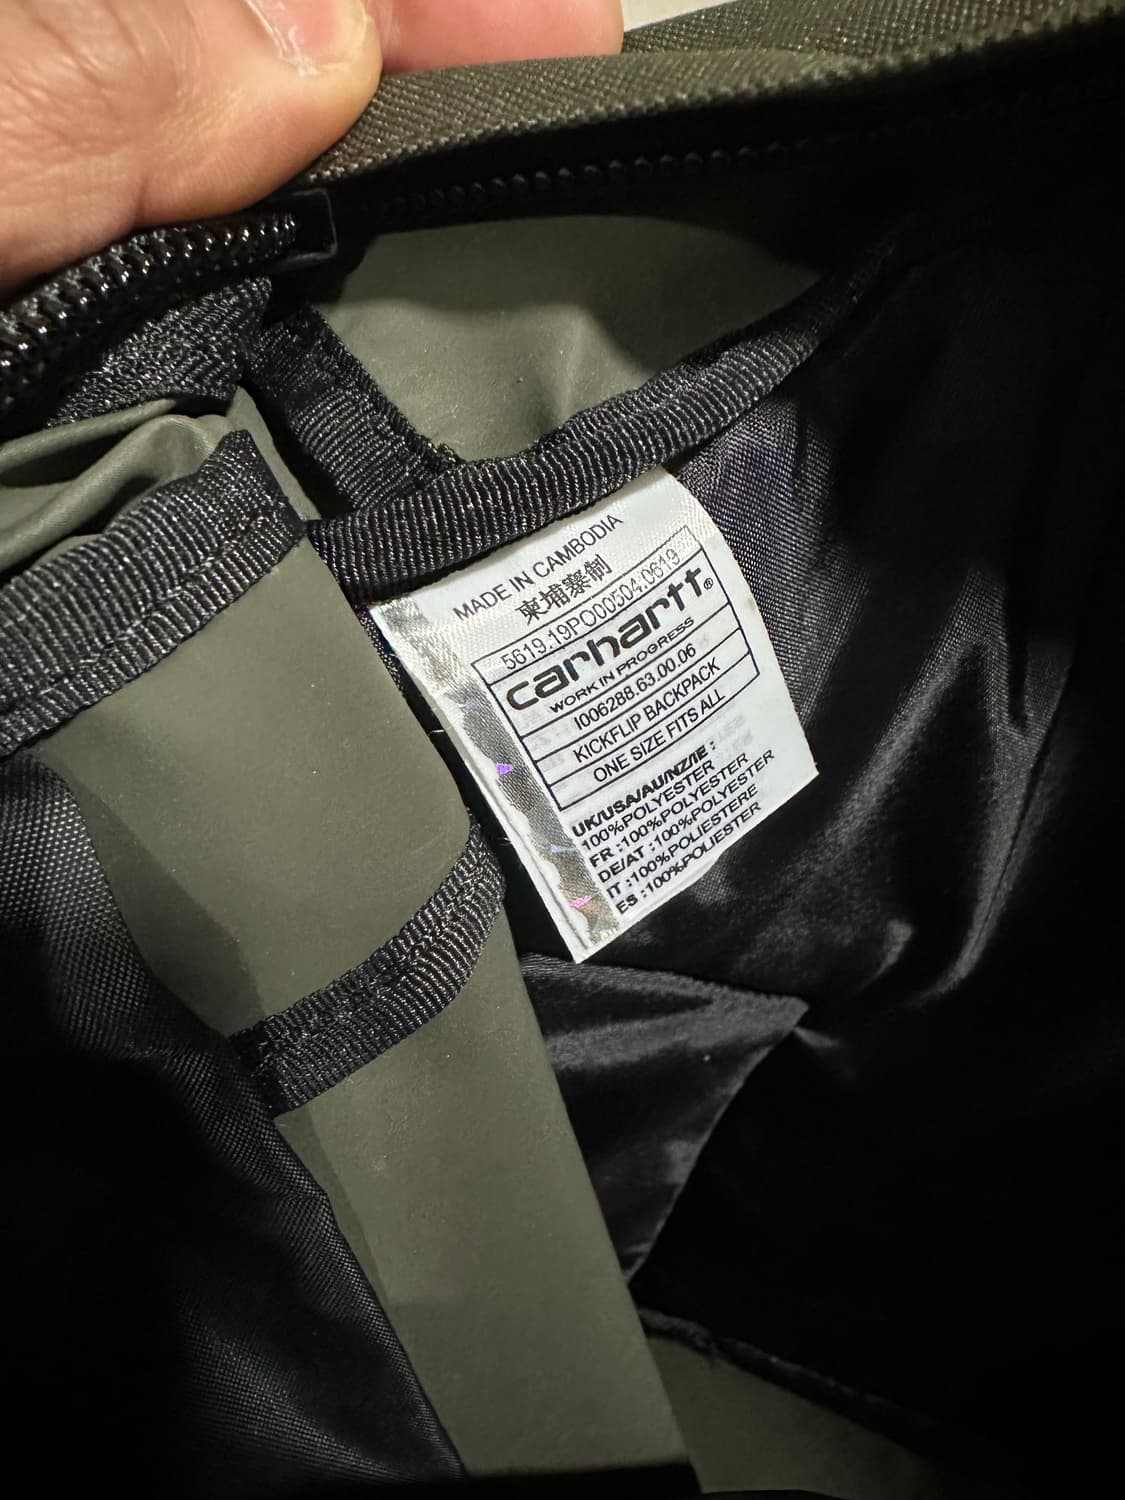 MADE IN CAMBODIA
柬埔寨制
5619.19PO00504.0619
carhartt®
WORK IN PROGRESS
I006288.63.00.06
KICKFLIP BACKPACK
ONE SIZE FITS ALL
UK/USA/AU/NZ/IE :
100%POLYESTER
FR :100%POLYESTER
DE/AT :100%POLYESTER
IT :100%POLIESTERE
ES :100%POLIESTER